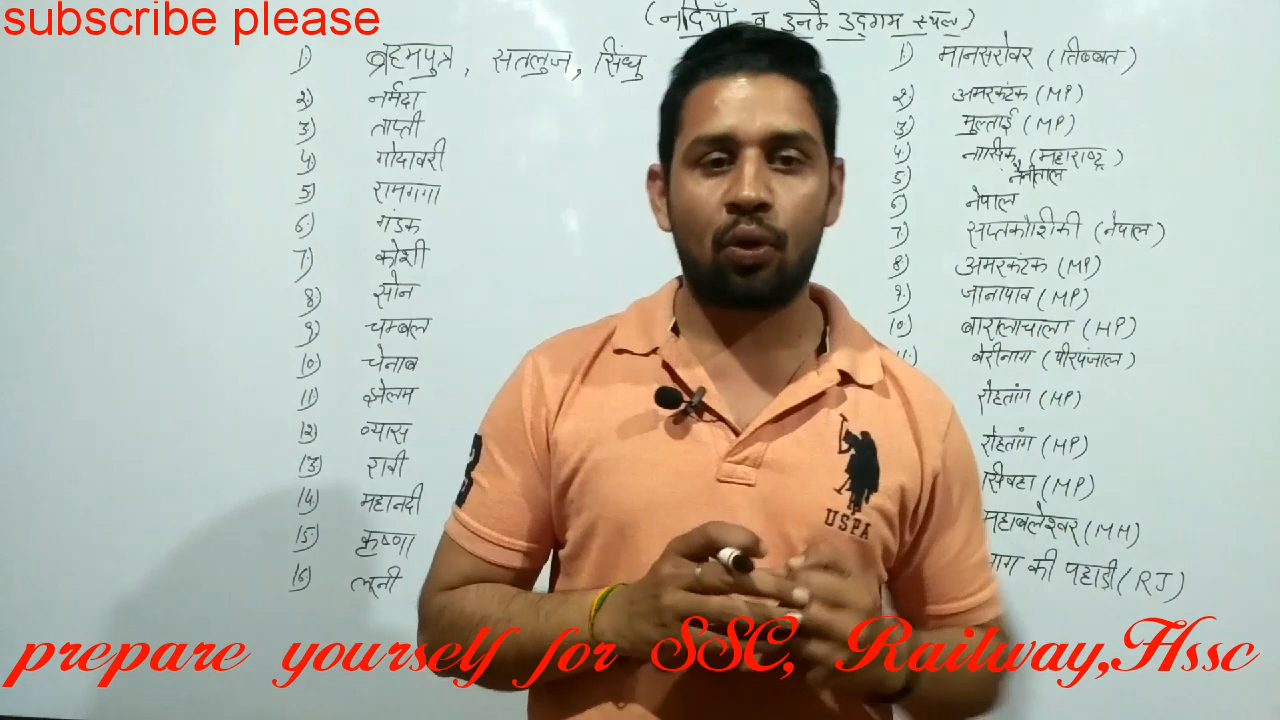 subscribe please
(नदियाँ व उनके उद्गम स्थल)
1) ब्रहमपुत्र, सतलुज, सिंधु 1) मानसरोवर (तिब्बत)
2) नर्मदा 2) अमरकंटक (MP)
3) ताप्ती 3) मुल्ताई (MP)
4) गोदावरी 4) नासिक (महाराष्ट्र)
5) रामगंगा 5) नैनीताल
6) गंडक 6) नेपाल
7) कोशी 7) सप्तकोशिकी (नेपाल)
8) सोन 8) अमरकंटक (MP)
9) चम्बल 9) जानापाव (MP)
10) चेनाब 10) बारालाचाला (HP)
11) झेलम 11. बेरीनाग (पीरपंजाल)
12) व्यास रोहतांग (HP)
13) रावी रोहतांग (HP)
14) महानदी (MP)
15) कृष्णा महाबलेश्वर (MH)
16) लूनी नाग की पहाड़ी (RJ)
USPA
prepare yourself for SSC, Railway,Hssc